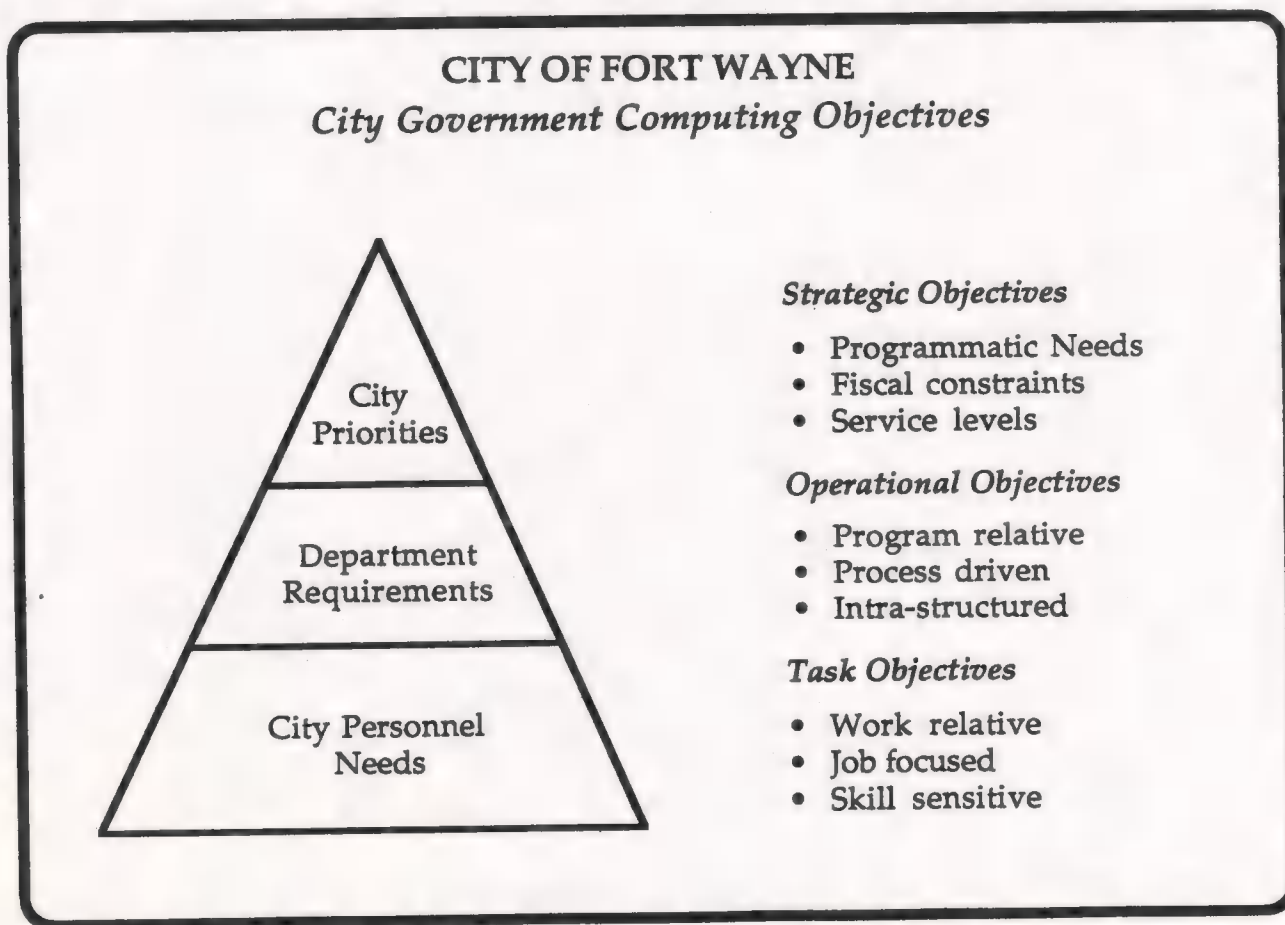 CITY OF FORT WAYNE
City Government Computing Objectives
City
Priorities
Department
Requirements
City Personnel
Needs
Strategic Objectives
• Programmatic Needs
• Fiscal constraints
• Service levels
Operational Objectives
• Program relative
• Process driven
• Intra-structured
Task Objectives
• Work relative
• Job focused
• Skill sensitive